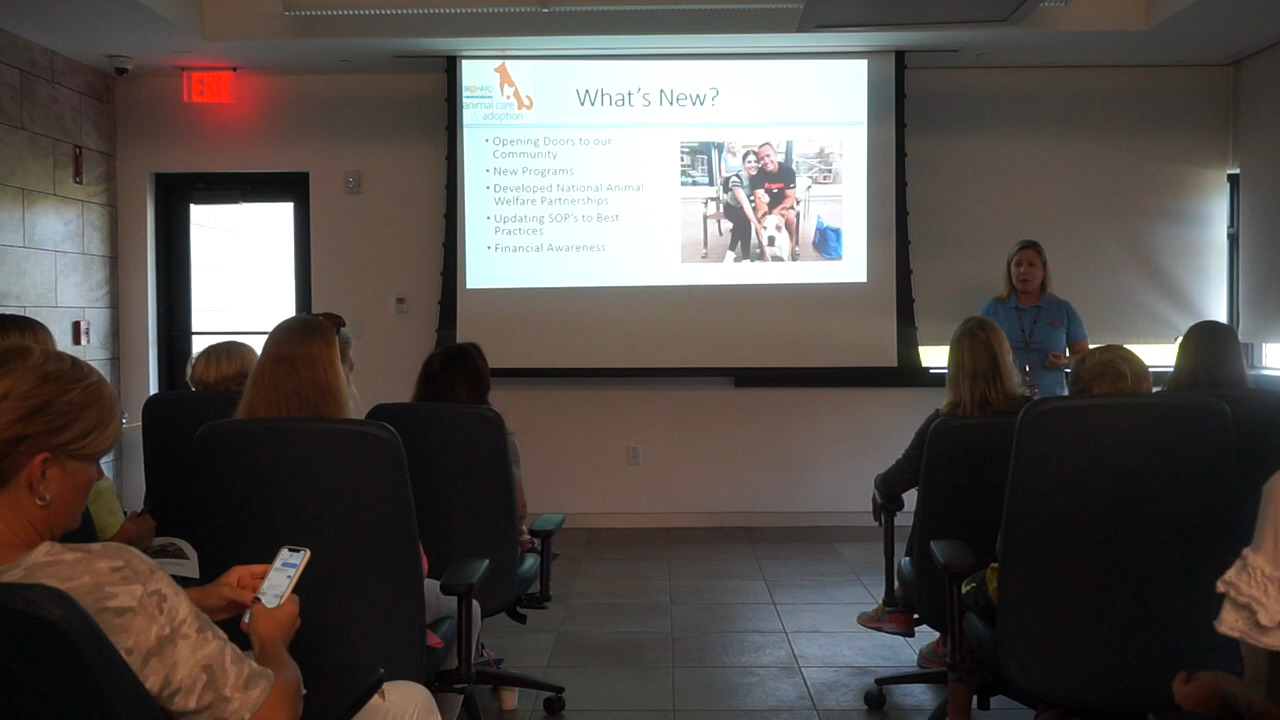 EXIT
BROWARD
animal care
& adoption
What's New?
• Opening Doors to our
Community
• New Programs
• Developed National Animal
Welfare Partnerships
• Updating SOP's to Best
Practices
• Financial Awareness